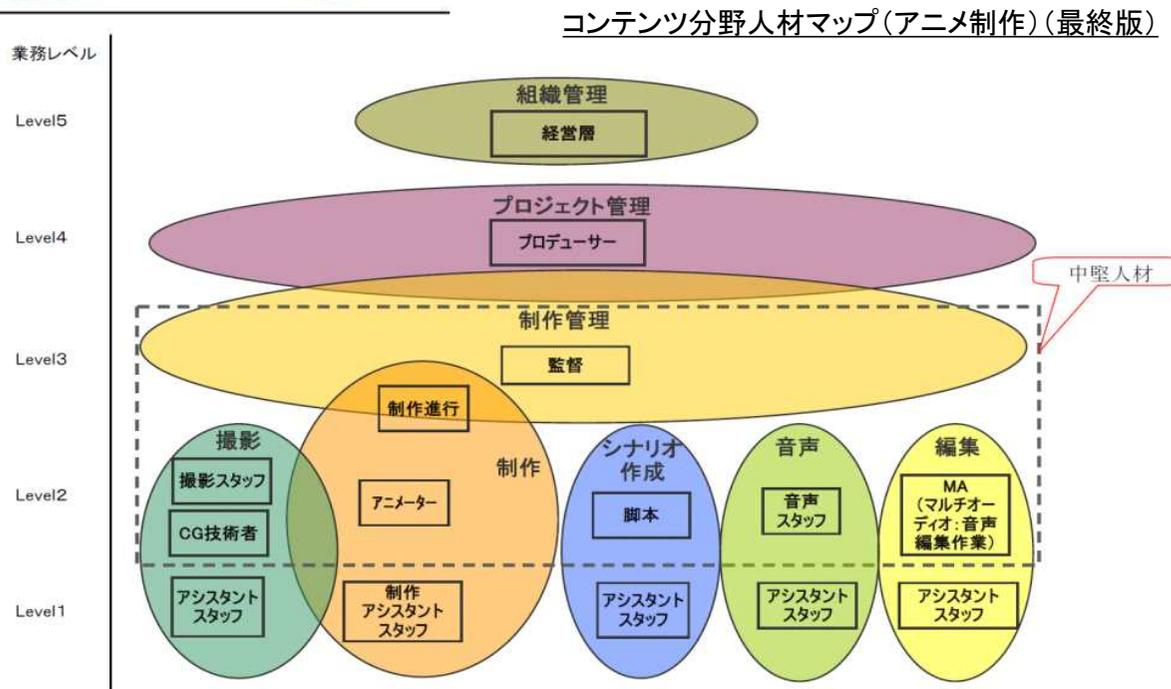 コンテンツ分野人材マップ（アニメ制作）（最終版）
業務レベル
Level5
組織管理
経営層
Level4
プロジェクト管理
プロデューサー
中堅人材
Level3
制作管理
監督
制作進行
Level2
撮影
撮影スタッフ
CG技術者
制作
アニメーター
シナリオ
作成
脚本
音声
音声
スタッフ
編集
MA
（マルチオー
ディオ：音声
編集作業）
Level1
アシスタント
スタッフ
制作
アシスタント
スタッフ
アシスタント
スタッフ
アシスタント
スタッフ
アシスタント
スタッフ